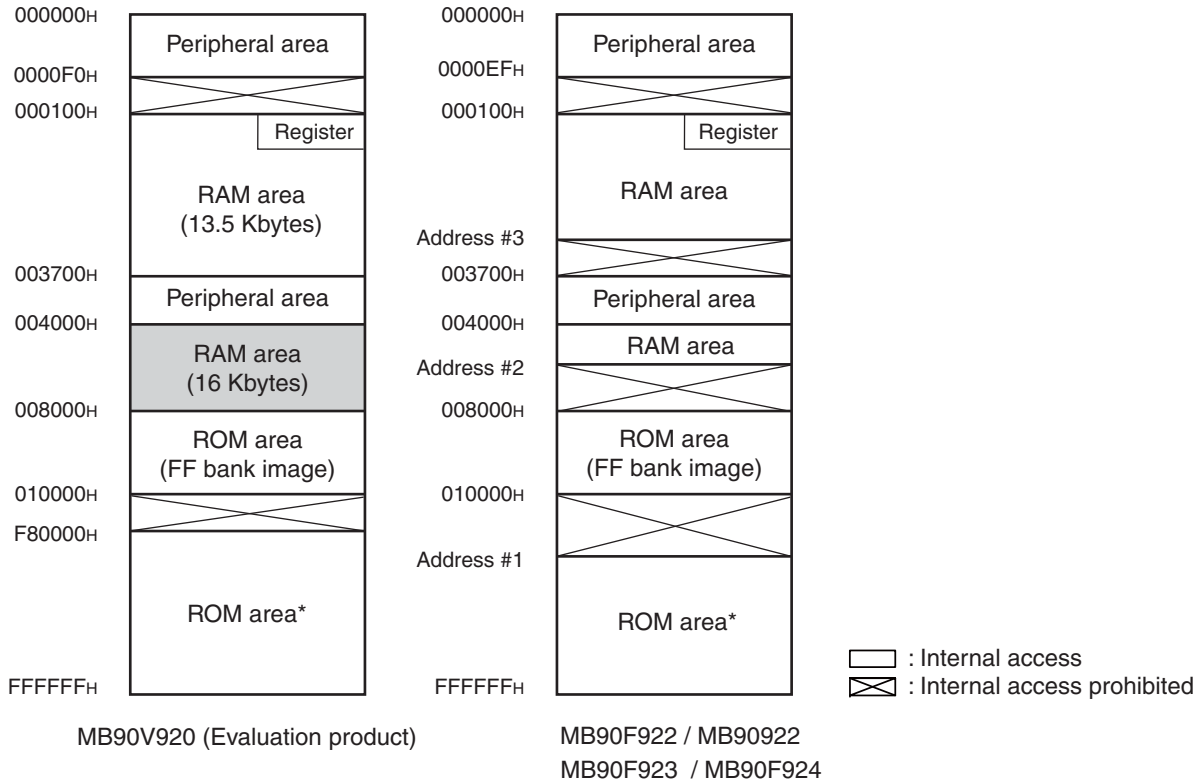 000000H
Peripheral area
0000F0H
000100H
Register
RAM area
(13.5 Kbytes)
003700H
Peripheral area
004000H
RAM area
(16 Kbytes)
008000H
ROM area
(FF bank image)
010000H
F80000H
ROM area*
FFFFFFH
MB90V920 (Evaluation product)
000000H
Peripheral area
0000EFH
000100H
Register
RAM area
Address #3
003700H
Peripheral area
004000H
RAM area
Address #2
008000H
ROM area
(FF bank image)
010000H
Address #1
ROM area*
FFFFFFH
MB90F922 / MB90922
MB90F923 / MB90F924
: Internal access
: Internal access prohibited